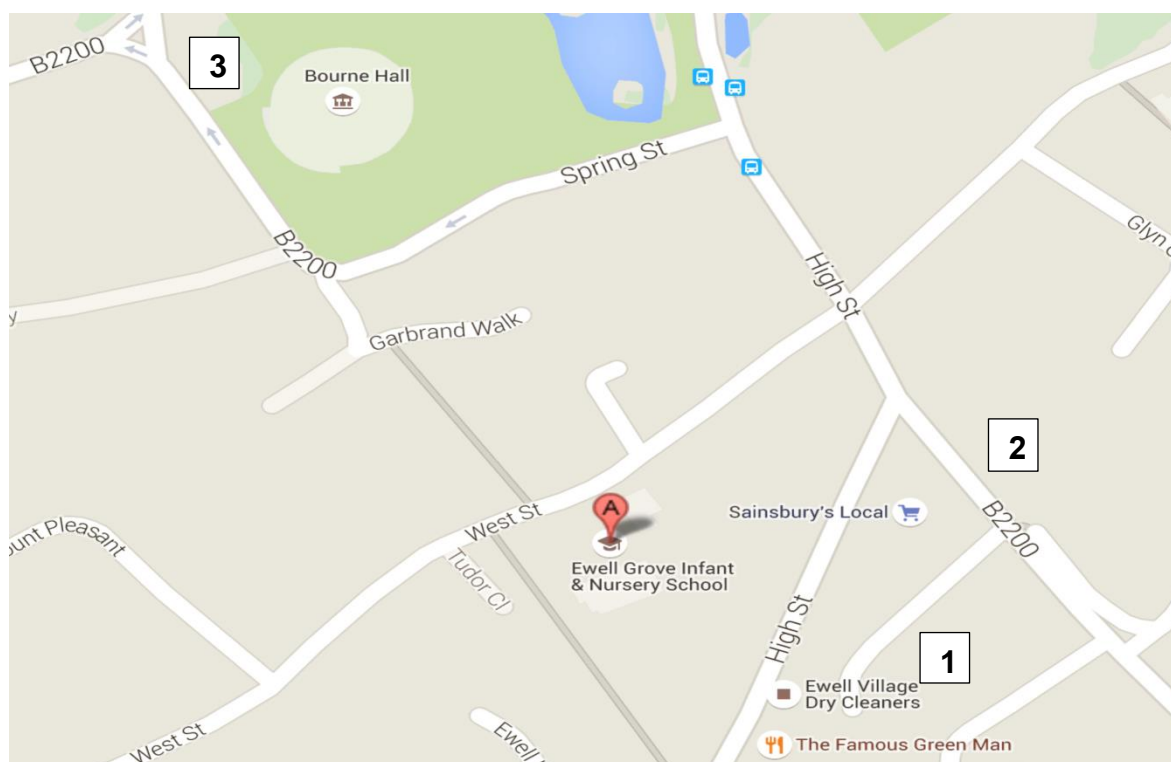 B2200
3
Bourne Hall
Spring St
B2200
Glyn
High St
Garbrand Walk
2
West St
Sainsbury's Local
B2200
A
Mount Pleasant
Tudor Cl
Ewell Grove Infant
& Nursery School
High St
1
Ewell Village
Dry Cleaners
West St
Ewell
The Famous Green Man